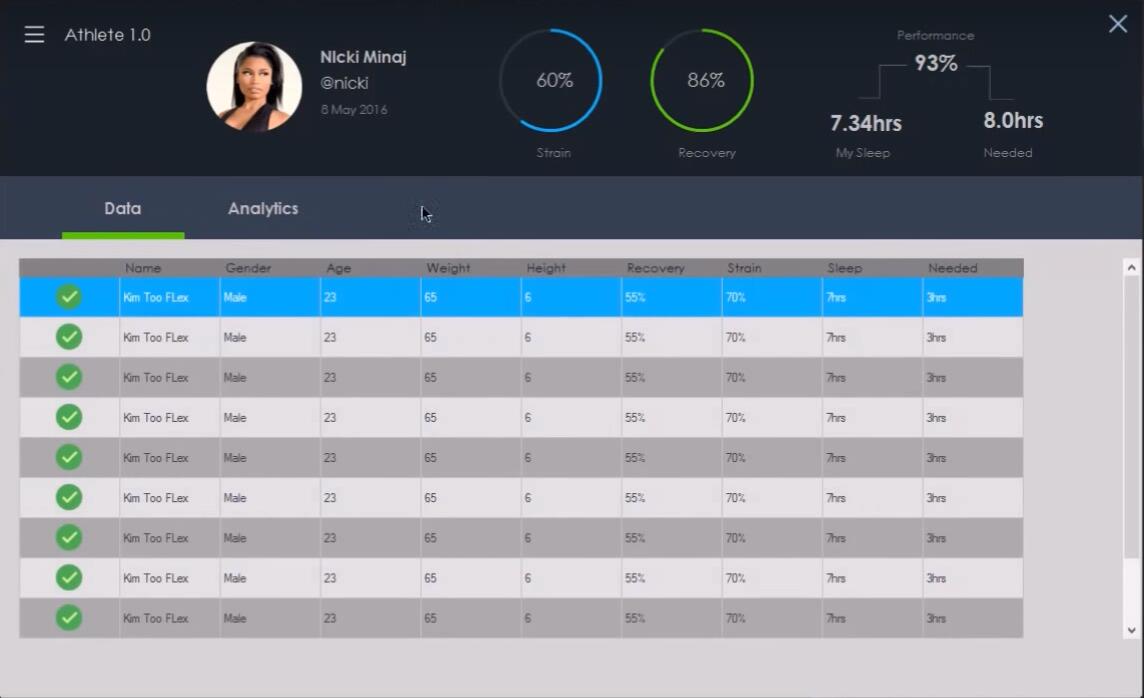 Athlete 1.0
NIcki Minaj
@nicki
8 May 2016
60%
Strain
86%
Recovery
Performance
93%
7.34hrs
8.0hrs
My Sleep
Needed
Data Analytics
Name Gender Age Weight Height Recovery Strain Sleep Needed
Kim Too FLex Male 23 65 6 55% 70% 7hrs 3hrs
Kim Too FLex Male 23 65 6 55% 70% 7hrs 3hrs
Kim Too FLex Male 23 65 6 55% 70% 7hrs 3hrs
Kim Too FLex Male 23 65 6 55% 70% 7hrs 3hrs
Kim Too FLex Male 23 65 6 55% 70% 7hrs 3hrs
Kim Too FLex Male 23 65 6 55% 70% 7hrs 3hrs
Kim Too FLex Male 23 65 6 55% 70% 7hrs 3hrs
Kim Too FLex Male 23 65 6 55% 70% 7hrs 3hrs
Kim Too FLex Male 23 65 6 55% 70% 7hrs 3hrs